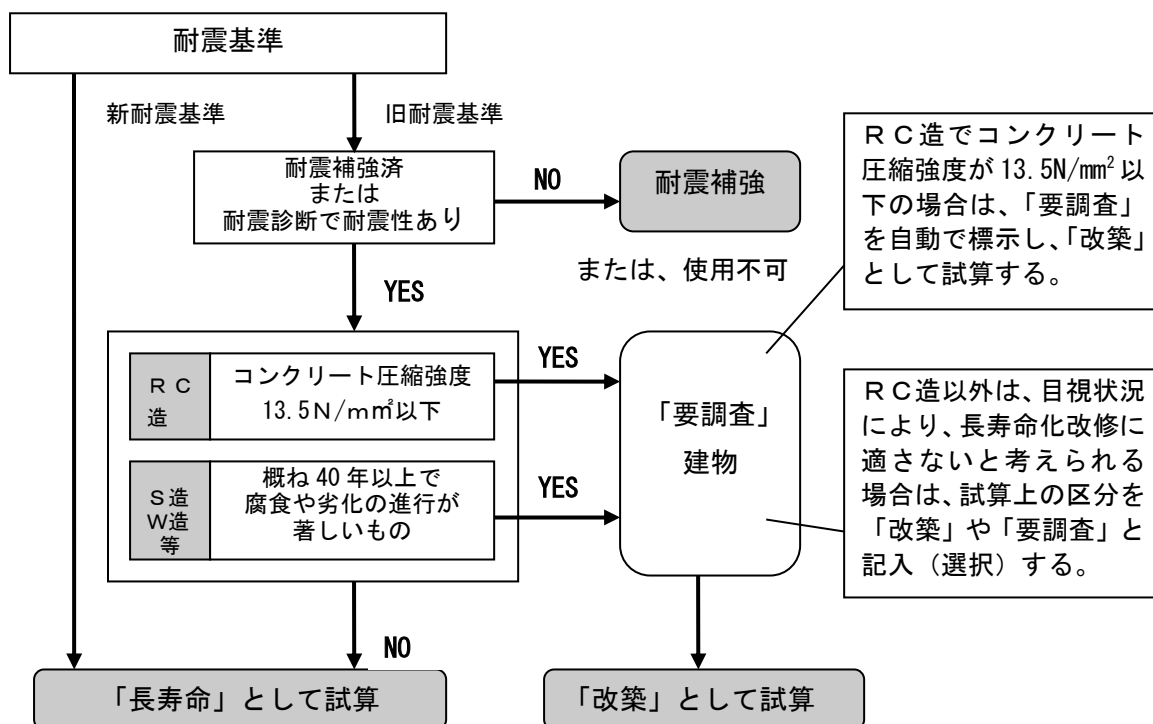 耐震基準
新耐震基準
旧耐震基準
耐震補強済
または
耐震診断で耐震性あり
NO
耐震補強
または、使用不可
YES
ＲＣ造でコンクリート
圧縮強度が 13.5N/㎜² 以
下の場合は、「要調査」
を自動で標示し、「改築」
として試算する。
ＲＣ
造
コンクリート圧縮強度
13.5Ｎ/ｍ㎡以下
YES
Ｓ造
Ｗ造
等
概ね 40 年以上で
腐食や劣化の進行が
著しいもの
YES
「要調査」
建物
ＲＣ造以外は、目視状況
により、長寿命化改修に
適さないと考えられる
場合は、試算上の区分を
「改築」や「要調査」と
記入（選択）する。
NO
「長寿命」として試算
「改築」として試算